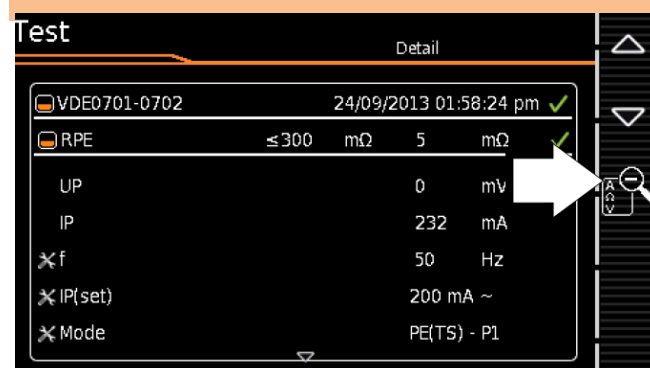 Test
Detail
VDE0701-0702 24/09/2013 01:58:24 pm ✓
RPE ≤300 mΩ 5 mΩ ✓
UP 0 mV
IP 232 mA
f 50 Hz
IP(set) 200 mA ~
Mode PE(TS) - P1
A
Ω
V